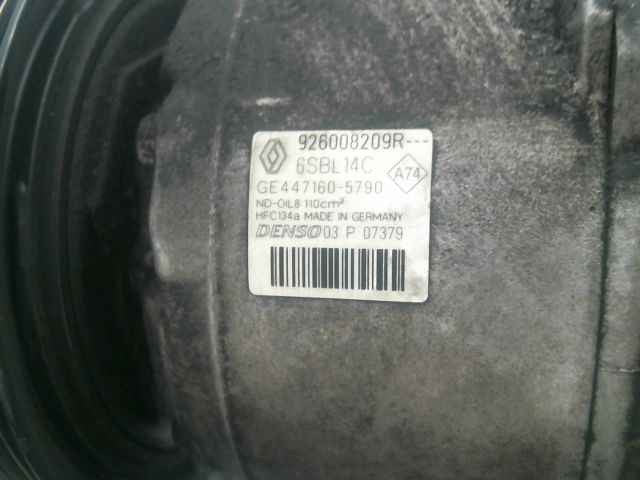 926008209R---
6SBL14C
A74
GE447160-5790
ND-OIL8 110cm³
HFC134a MADE IN GERMANY
DENSO 03 P 07379